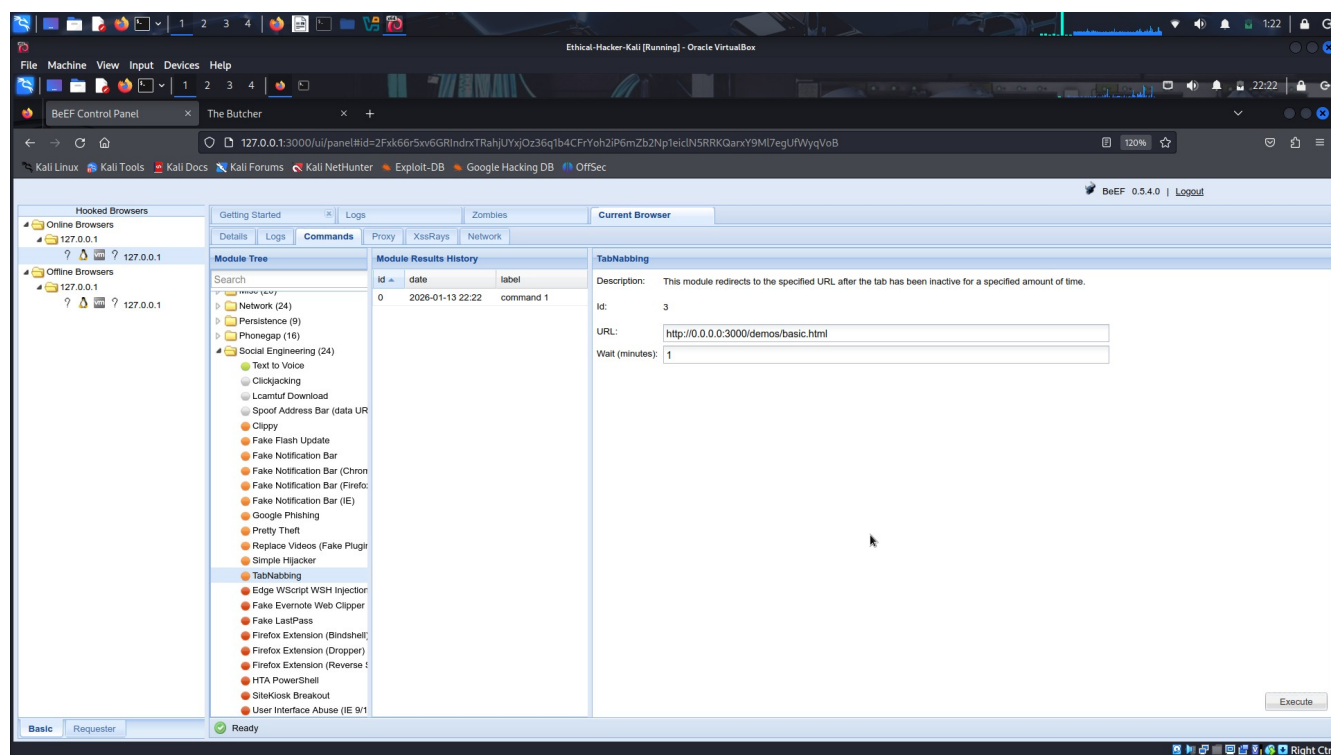 1 2 3 4
1:22
Ethical-Hacker-Kali [Running] - Oracle VirtualBox
File Machine View Input Devices Help
1 2 3 4
22:22
BeEF Control Panel
The Butcher
127.0.0.1:3000/ui/panel#id=2Fxk66r5xv6GRIndrxTRahjUYxjOz36q1b4CFrYoh2iP6mZb2Np1eiclN5RRKQarxY9Ml7egUfWyqVoB
120%
Kali Linux Kali Tools Kali Docs Kali Forums Kali NetHunter Exploit-DB Google Hacking DB OffSec
BeEF 0.5.4.0 | Logout
Hooked Browsers
Online Browsers
127.0.0.1
? vm ? 127.0.0.1
Offline Browsers
127.0.0.1
? vm ? 127.0.0.1
Getting Started Logs Zombies Current Browser
Details Logs Commands Proxy XssRays Network
Module Tree
Search
Misc (20)
Network (24)
Persistence (9)
Phonegap (16)
Social Engineering (24)
Text to Voice
Clickjacking
Lcamtuf Download
Spoof Address Bar (data UR
Clippy
Fake Flash Update
Fake Notification Bar
Fake Notification Bar (Chrom
Fake Notification Bar (Firefo
Fake Notification Bar (IE)
Google Phishing
Pretty Theft
Replace Videos (Fake Plugin
Simple Hijacker
TabNabbing
Edge WScript WSH Injection
Fake Evernote Web Clipper
Fake LastPass
Firefox Extension (Bindshell)
Firefox Extension (Dropper)
Firefox Extension (Reverse S
HTA PowerShell
SiteKiosk Breakout
User Interface Abuse (IE 9/1
Module Results History
id date label
0 2026-01-13 22:22 command 1
TabNabbing
Description: This module redirects to the specified URL after the tab has been inactive for a specified amount of time.
Id: 3
URL: http://0.0.0.0:3000/demos/basic.html
Wait (minutes): 1
Execute
Basic Requester
Ready
Right Ctr